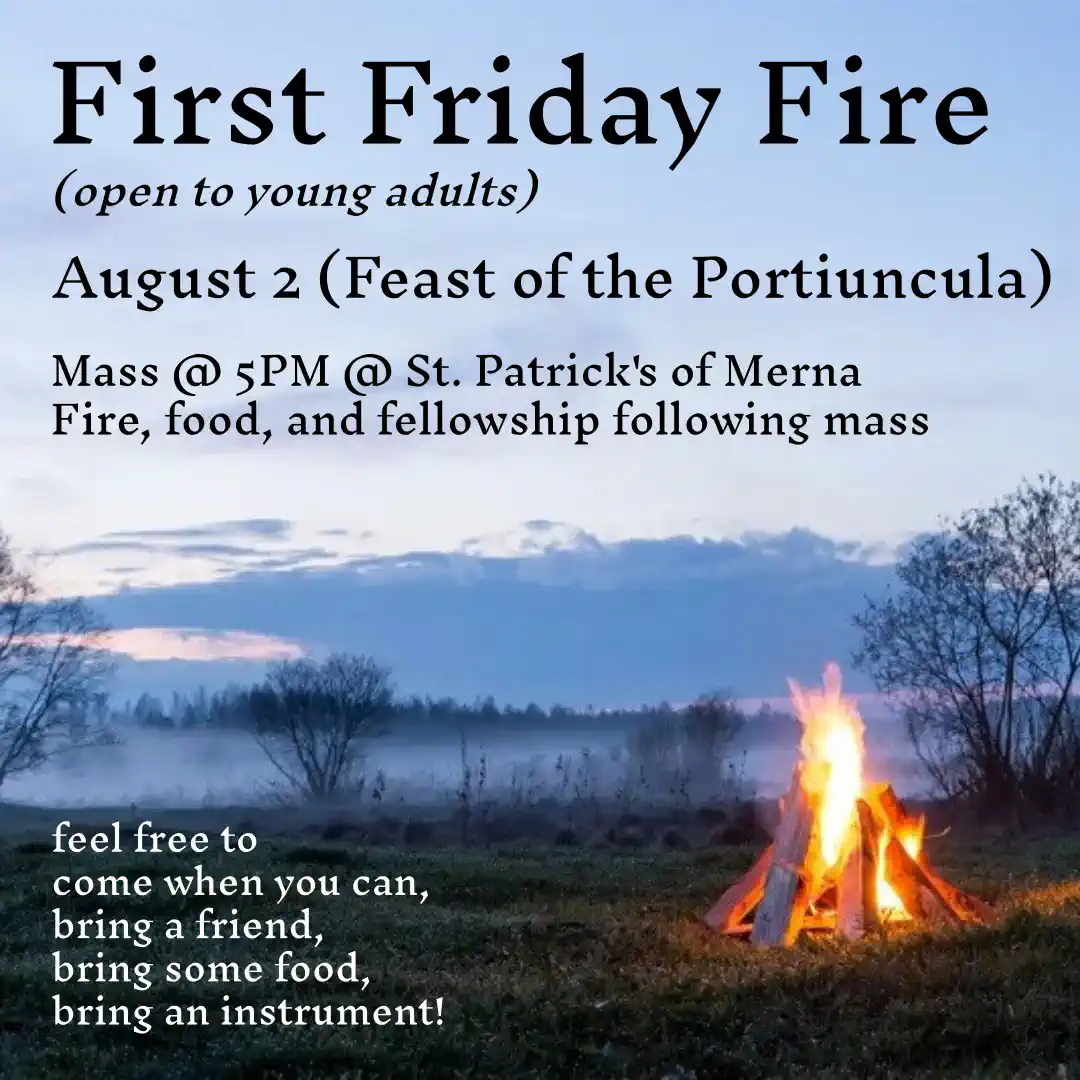 First Friday Fire
(open to young adults)
August 2 (Feast of the Portiuncula)
Mass @ 5PM @ St. Patrick's of Merna
Fire, food, and fellowship following mass
feel free to
come when you can,
bring a friend,
bring some food,
bring an instrument!